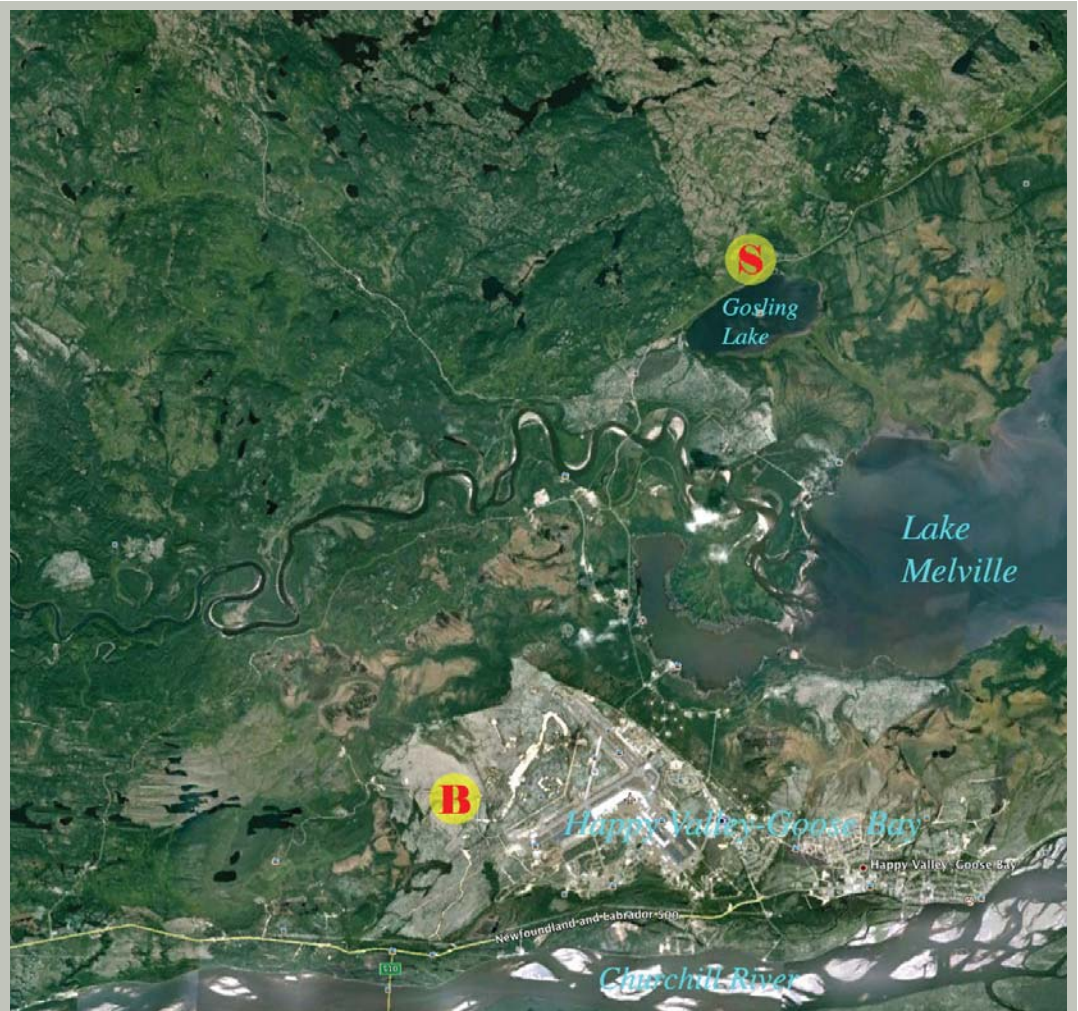 S
Gosling
Lake
Lake
Melville
B
Happy Valley-Goose Bay
Happy Valley-Goose Bay
Newfoundland and Labrador 500
510
Churchill River